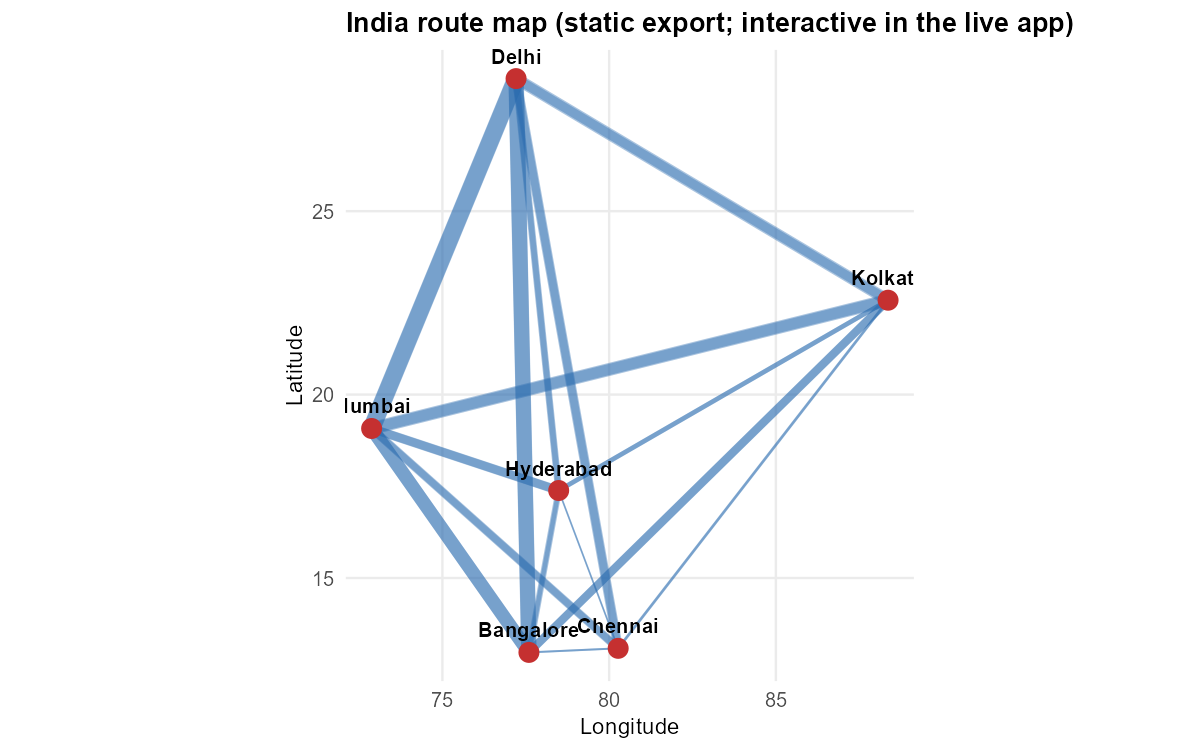 India route map (static export; interactive in the live app)
Delhi
25
Kolkat
Latitude
20
lumbai
Hyderabad
15
Bangalore
Chennai
75
80
85
Longitude